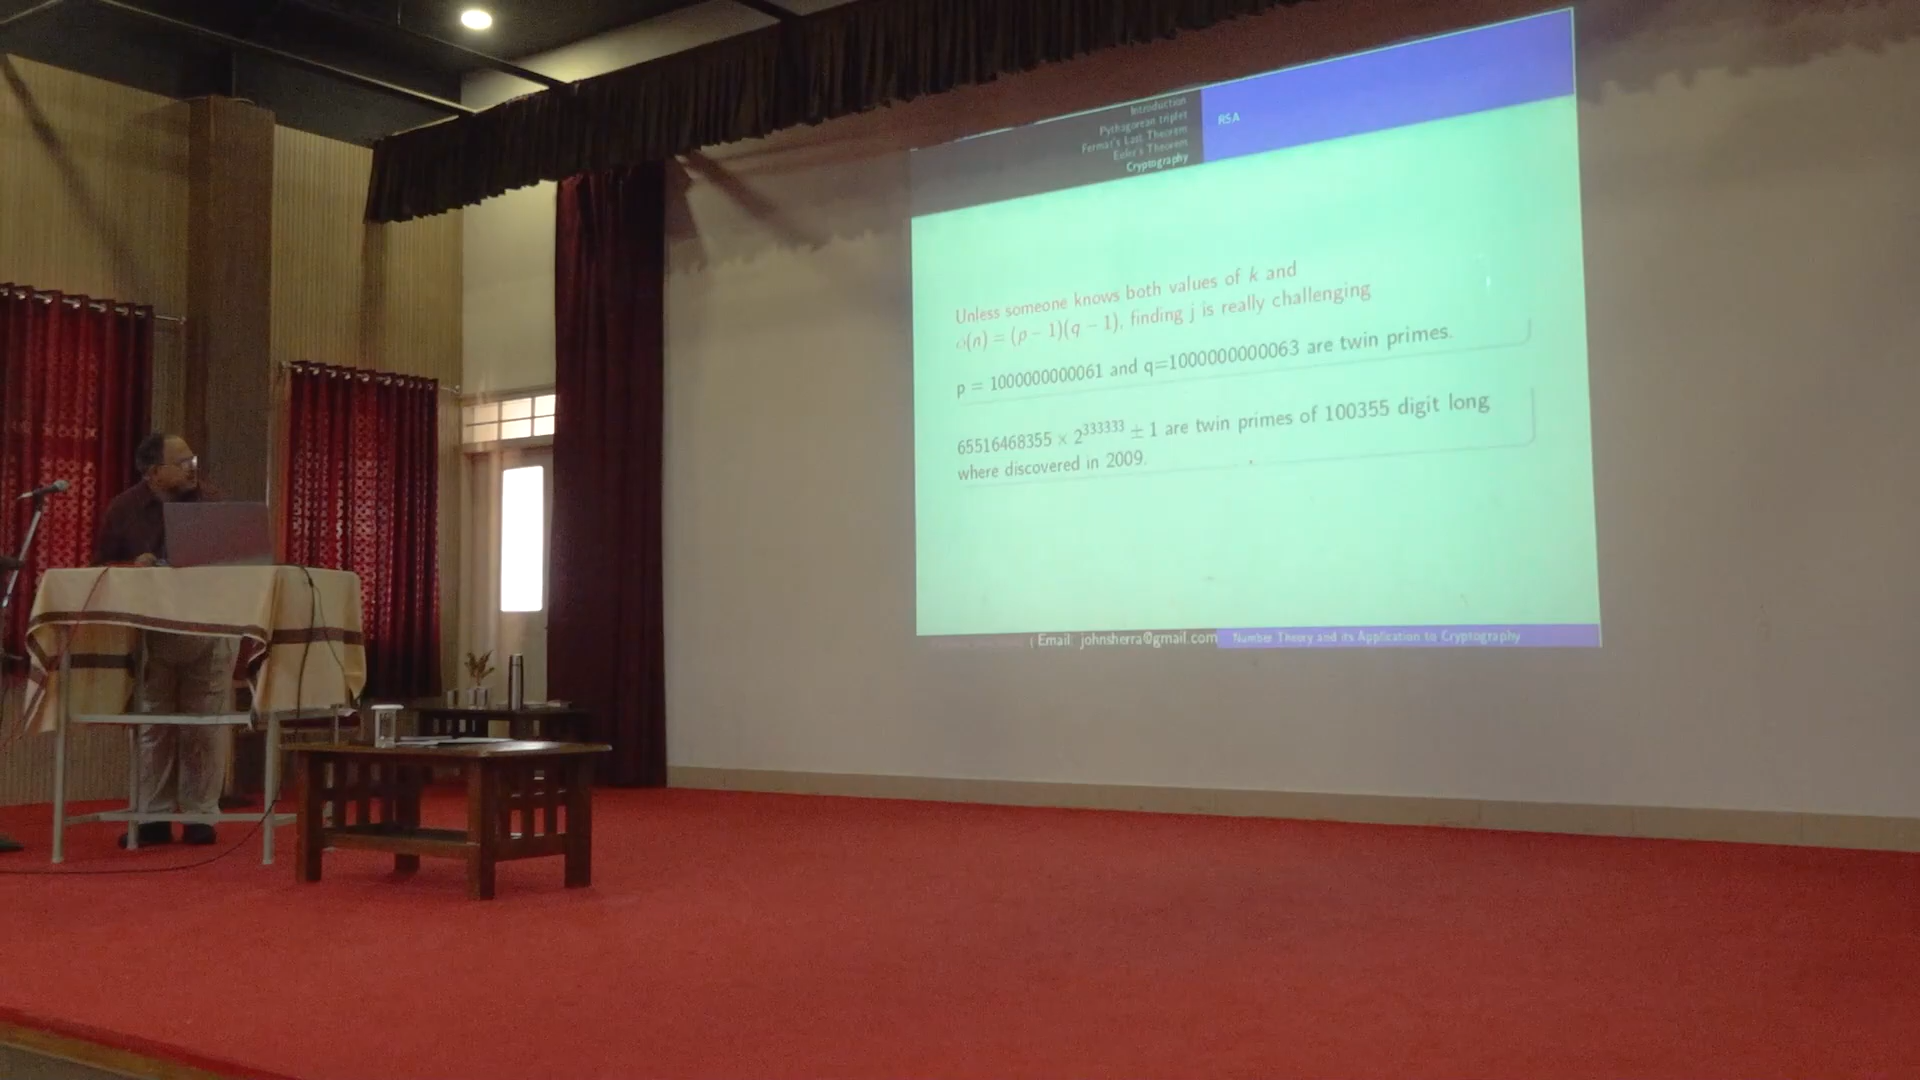 Introduction
Pythagorean triplet
Fermat's Last Theorem
Euler's Theorem
Cryptography
RSA
Unless someone knows both values of k and
φ(n) = (p − 1)(q − 1), finding j is really challenging
p = 1000000000061 and q=1000000000063 are twin primes.
65516468355 × 2^333333 ± 1 are twin primes of 100355 digit long
where discovered in 2009.
( Email: johnsherra@gmail.com
Number Theory and its Application to Cryptography